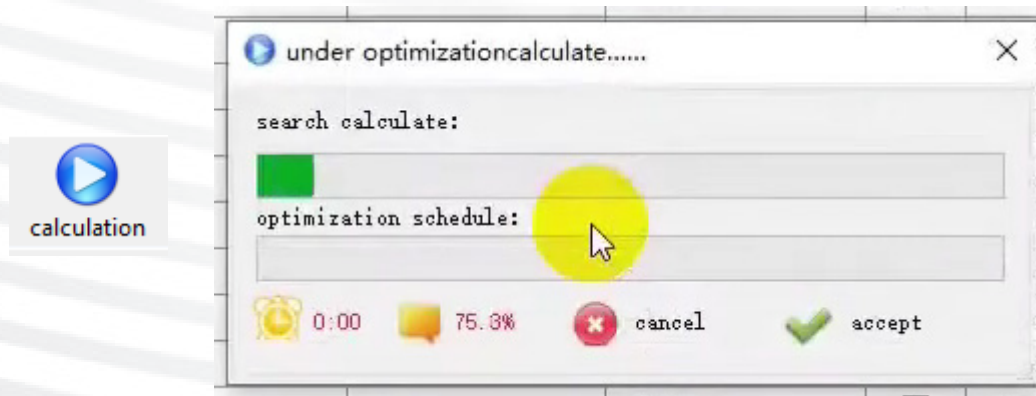 under optimizationcalculate......
search calculate:
calculation
optimization schedule:
0:00 75.3% cancel accept